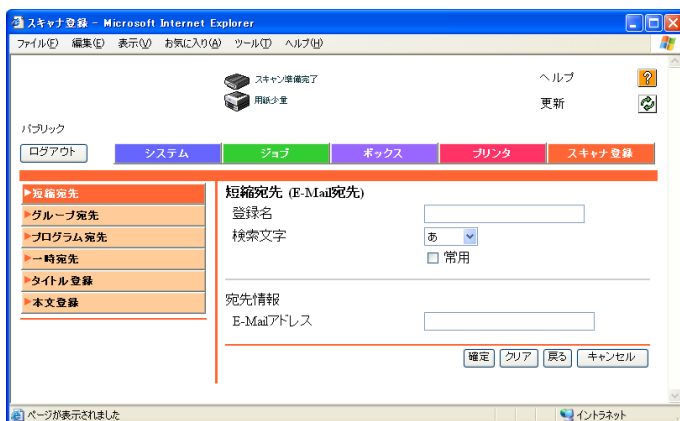 スキャナ登録 - Microsoft Internet Explorer
ファイル(F) 編集(E) 表示(V) お気に入り(A) ツール(T) ヘルプ(H)
スキャン準備完了 ヘルプ ?
用紙少量 更新
パブリック
ログアウト システム ジョブ ボックス プリンタ スキャナ登録
▶短縮宛先
▶グループ宛先
▶プログラム宛先
▶一時宛先
▶タイトル登録
▶本文登録
短縮宛先 (E-Mail宛先)
登録名
検索文字 あ
常用
宛先情報
E-Mailアドレス
確定 クリア 戻る キャンセル
ページが表示されました イントラネット